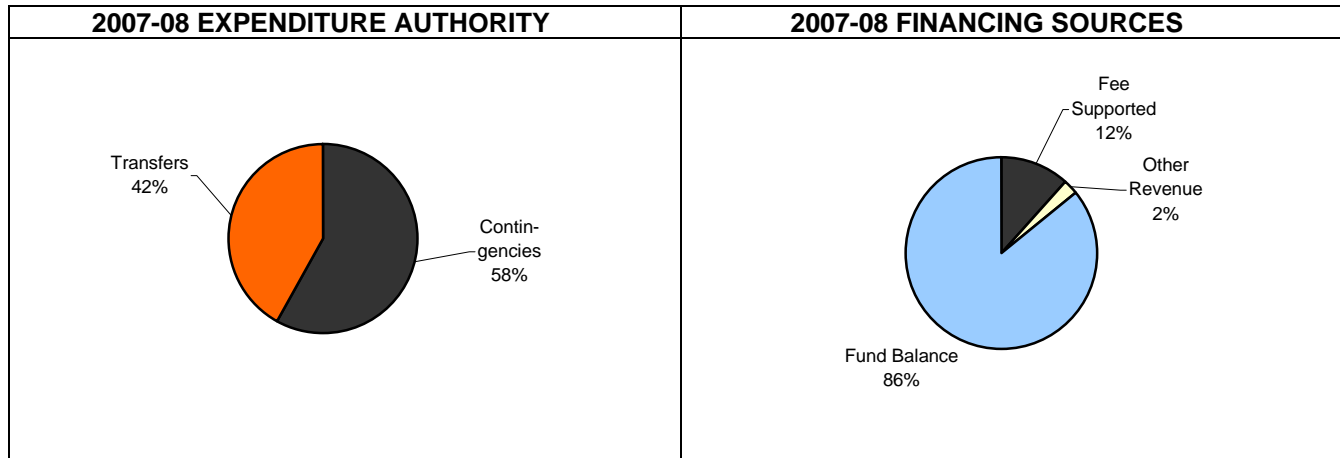 2007-08 EXPENDITURE AUTHORITY
Transfers
42%
Contin-
gencies
58%
2007-08 FINANCING SOURCES
Fee
Supported
12%
Other
Revenue
2%
Fund Balance
86%